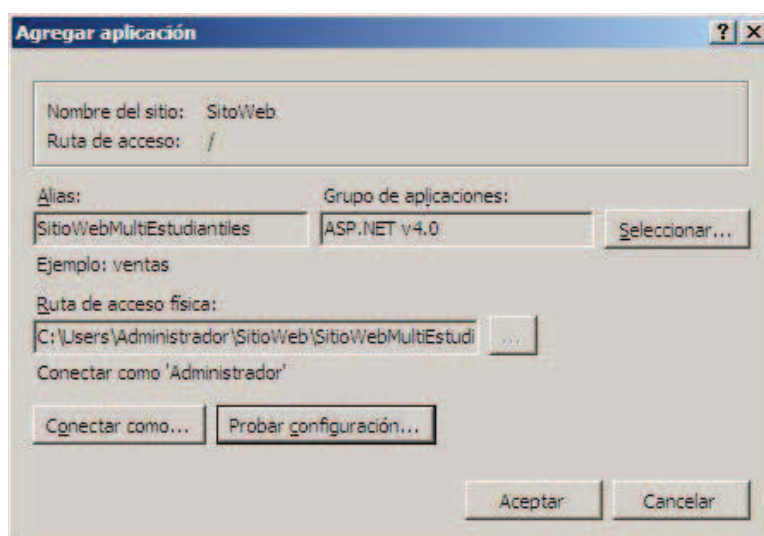 Agregar aplicación
Nombre del sitio: SitoWeb
Ruta de acceso: /
Alias:
Grupo de aplicaciones:
SitioWebMultiEstudiantiles
ASP.NET v4.0
Seleccionar...
Ejemplo: ventas
Ruta de acceso física:
C:\Users\Administrador\SitioWeb\SitioWebMultiEstudi
...
Conectar como 'Administrador'
Conectar como...
Probar configuración...
Aceptar
Cancelar